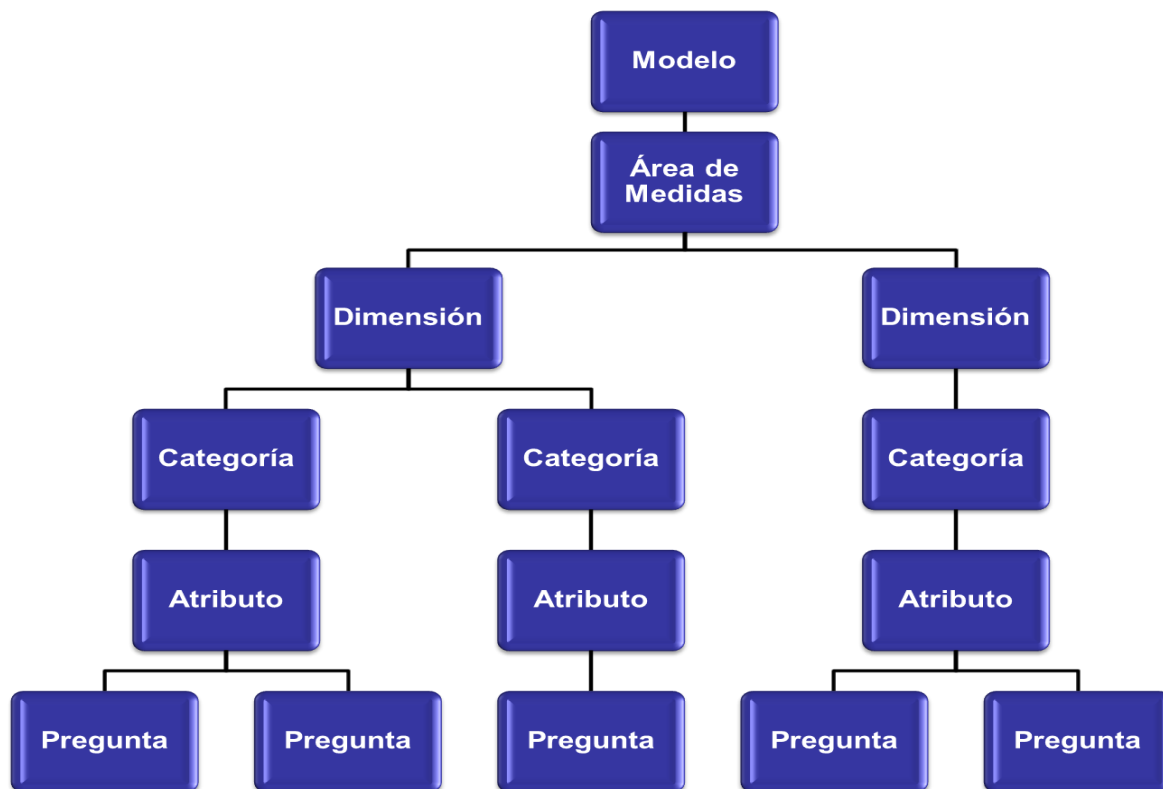 Modelo
Área de
Medidas
Dimensión
Dimensión
Categoría
Categoría
Categoría
Atributo
Atributo
Atributo
Pregunta
Pregunta
Pregunta
Pregunta
Pregunta